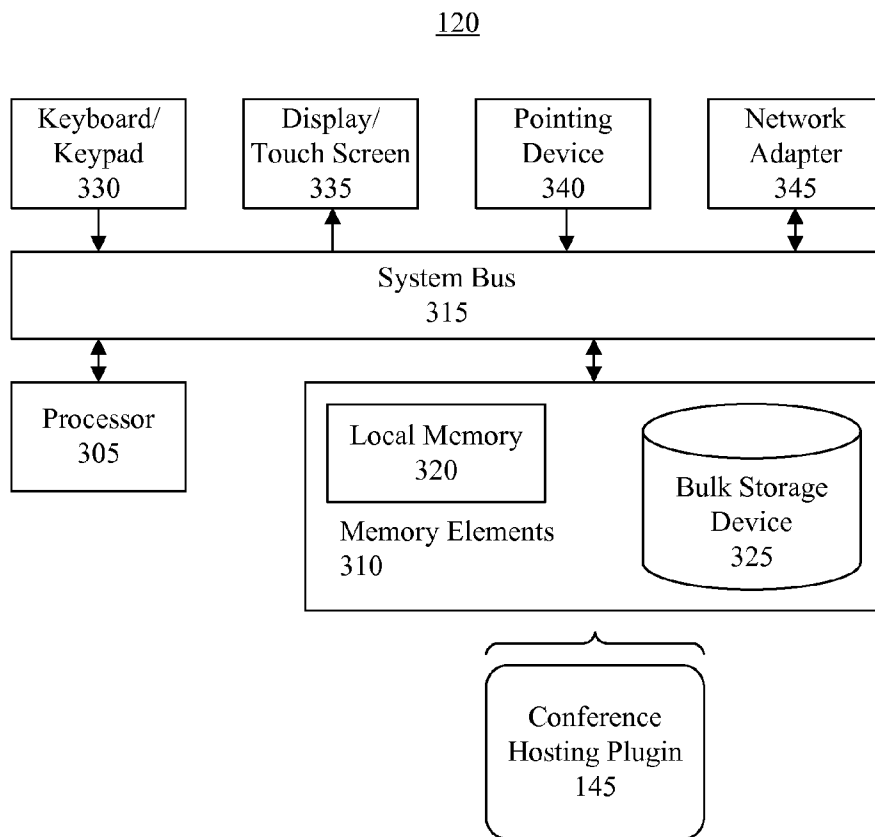 120
Keyboard/
Keypad
330
Display/
Touch Screen
335
Pointing
Device
340
Network
Adapter
345
System Bus
315
Processor
305
Local Memory
320
Memory Elements
310
Bulk Storage
Device
325
Conference
Hosting Plugin
145